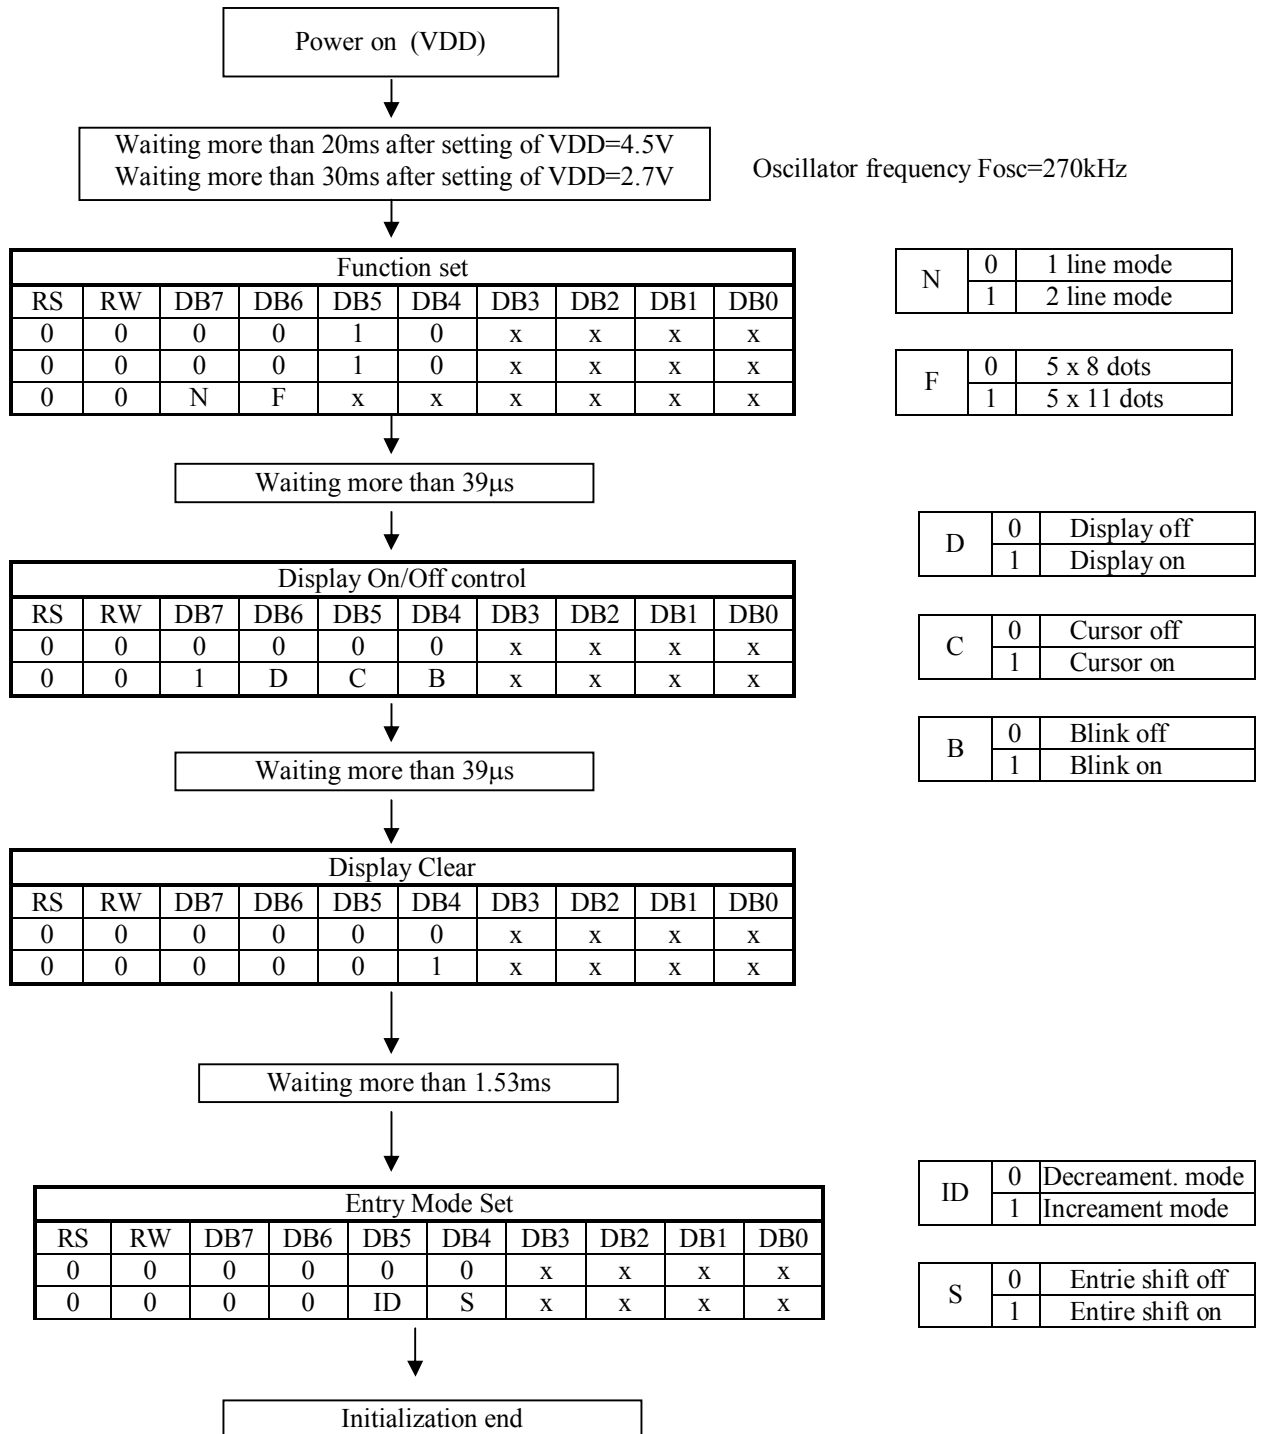 Power on (VDD)
Waiting more than 20ms after setting of VDD=4.5V
Waiting more than 30ms after setting of VDD=2.7V
Oscillator frequency Fosc=270kHz
Function set
RS RW DB7 DB6 DB5 DB4 DB3 DB2 DB1 DB0
0 0 0 0 1 0 x x x x
0 0 0 0 1 0 x x x x
0 0 N F x x x x x x
N
0 1 line mode
1 2 line mode
F
0 5 x 8 dots
1 5 x 11 dots
Waiting more than 39μs
Display On/Off control
RS RW DB7 DB6 DB5 DB4 DB3 DB2 DB1 DB0
0 0 0 0 0 0 x x x x
0 0 1 D C B x x x x
D
0 Display off
1 Display on
C
0 Cursor off
1 Cursor on
B
0 Blink off
1 Blink on
Waiting more than 39μs
Display Clear
RS RW DB7 DB6 DB5 DB4 DB3 DB2 DB1 DB0
0 0 0 0 0 0 x x x x
0 0 0 0 0 1 x x x x
Waiting more than 1.53ms
Entry Mode Set
RS RW DB7 DB6 DB5 DB4 DB3 DB2 DB1 DB0
0 0 0 0 0 0 x x x x
0 0 0 0 ID S x x x x
ID
0 Decreament. mode
1 Increament mode
S
0 Entrie shift off
1 Entire shift on
Initialization end